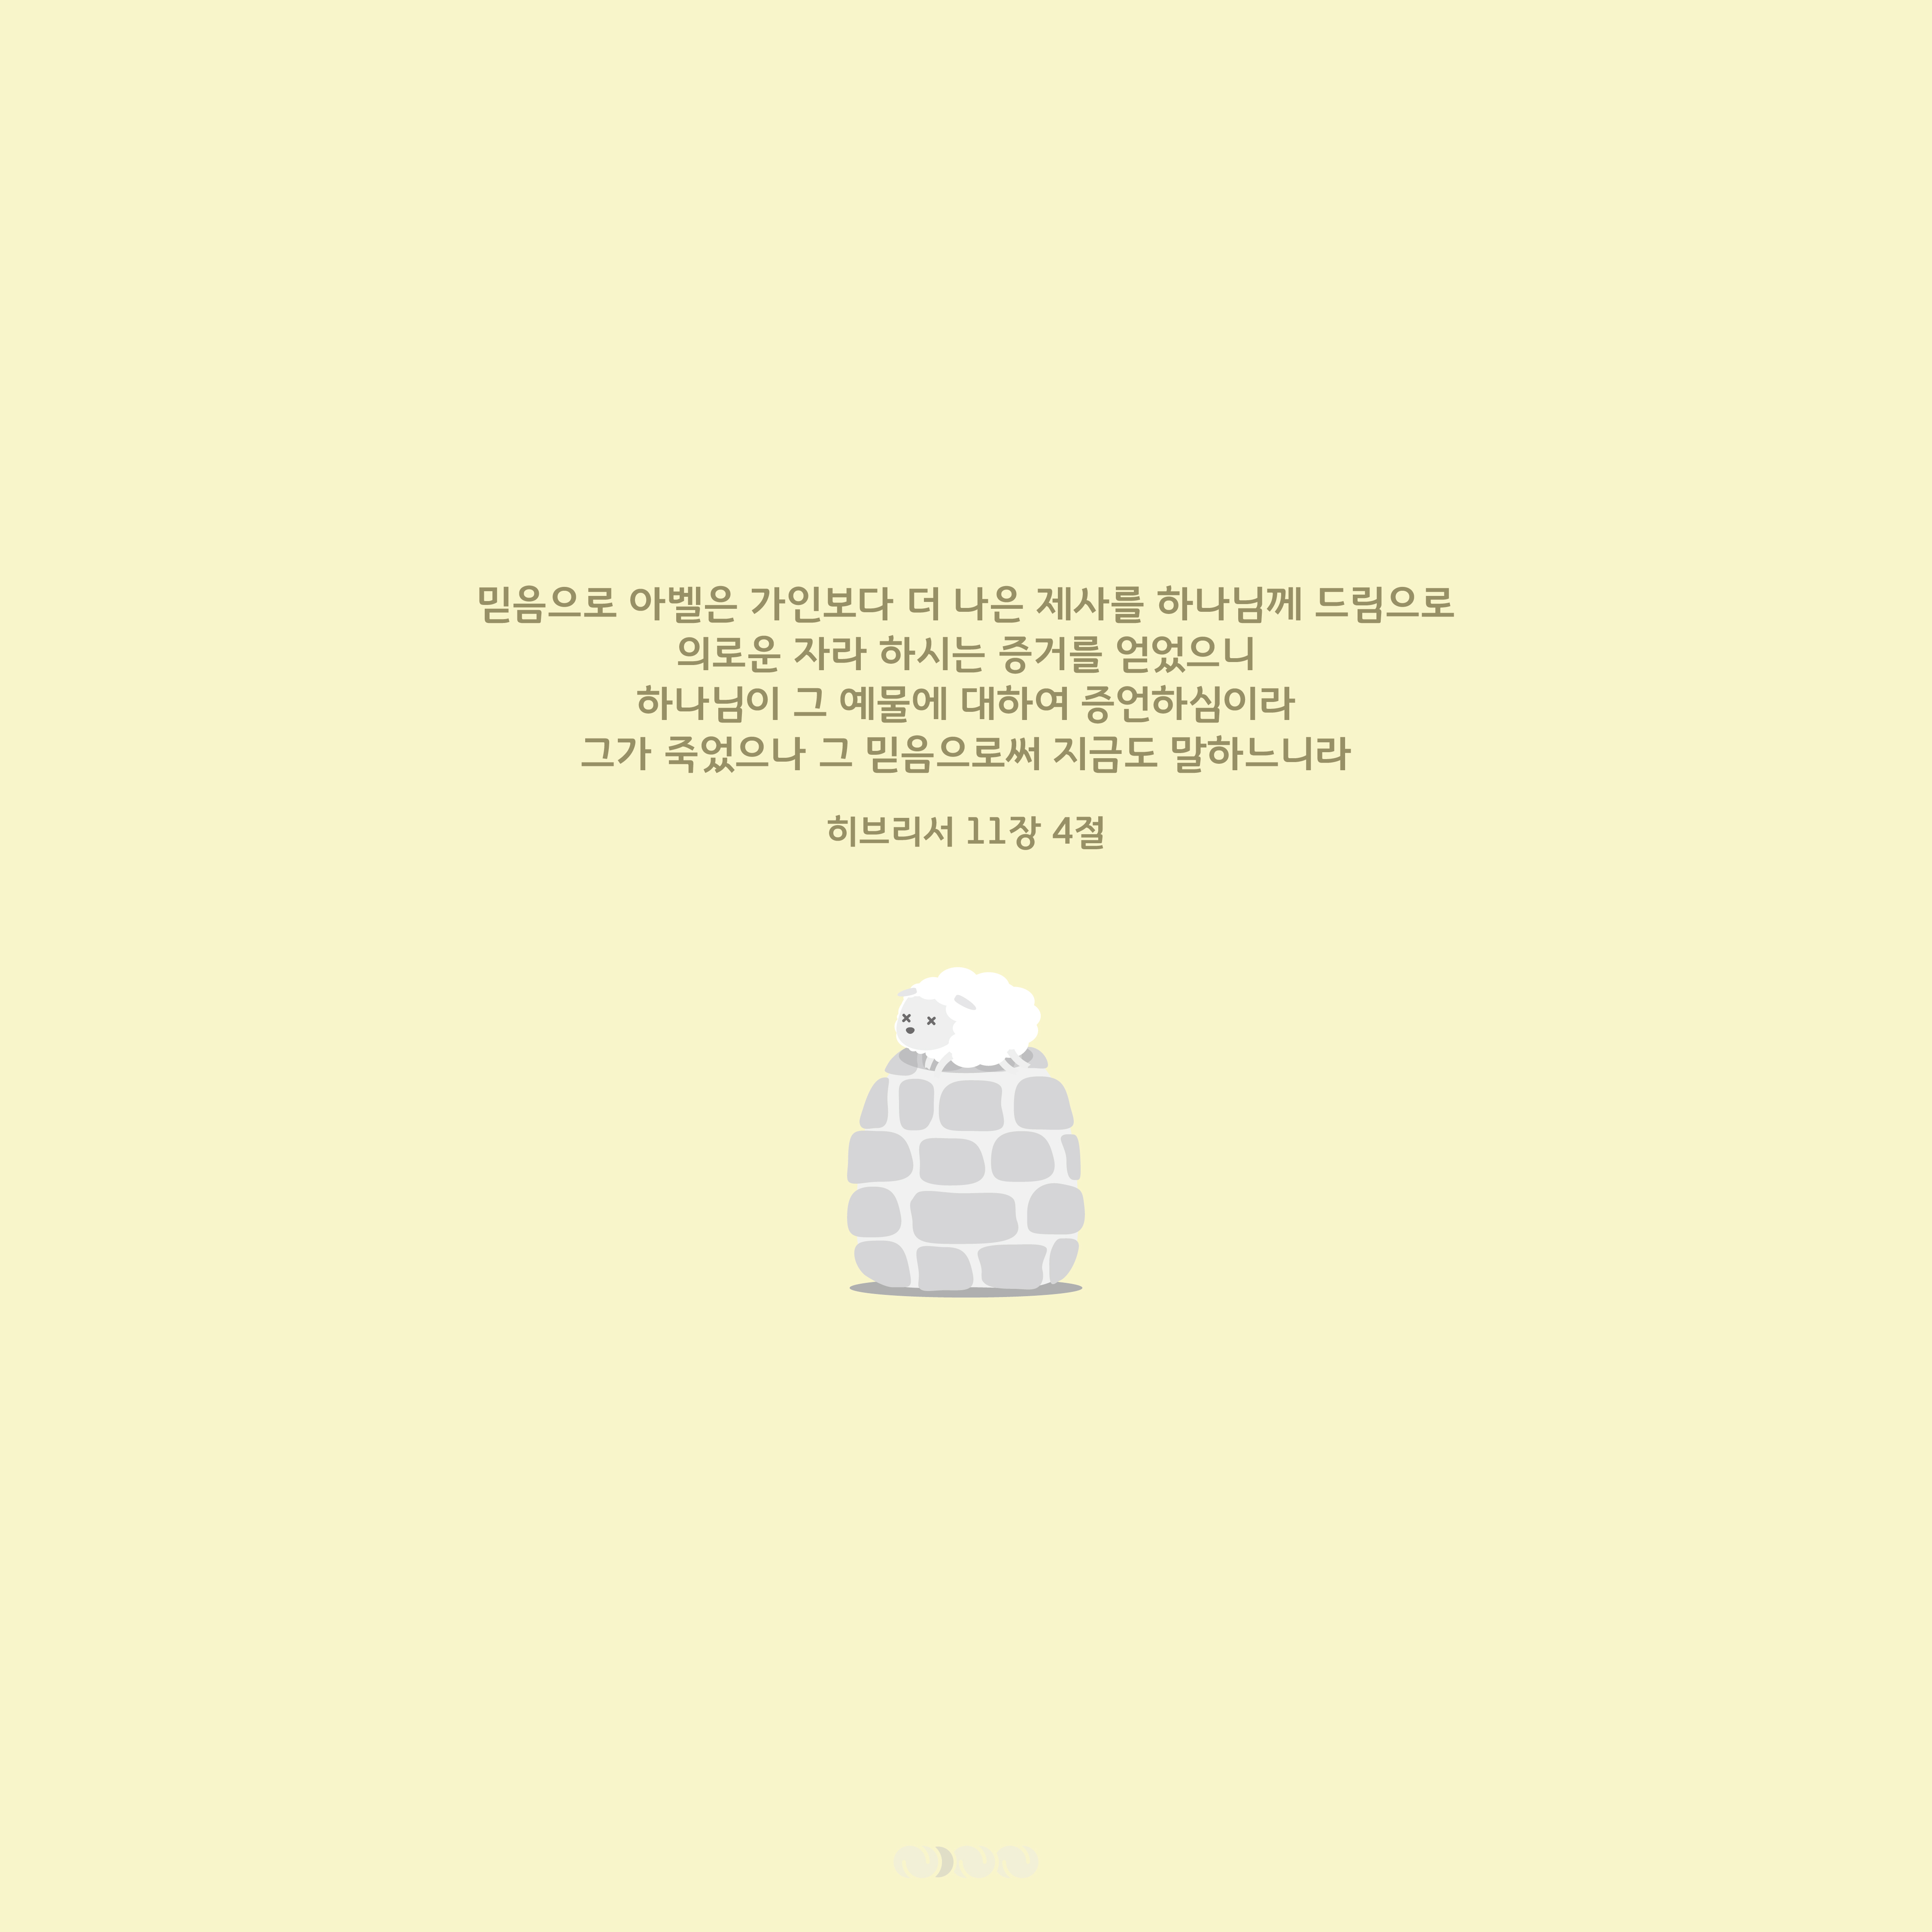 믿음으로 아벨은 가인보다 더 나은 제사를 하나님께 드림으로
의로운 자라 하시는 증거를 얻었으니
하나님이 그 예물에 대하여 증언하심이라
그가 죽었으나 그 믿음으로써 지금도 말하느니라
히브리서 11장 4절